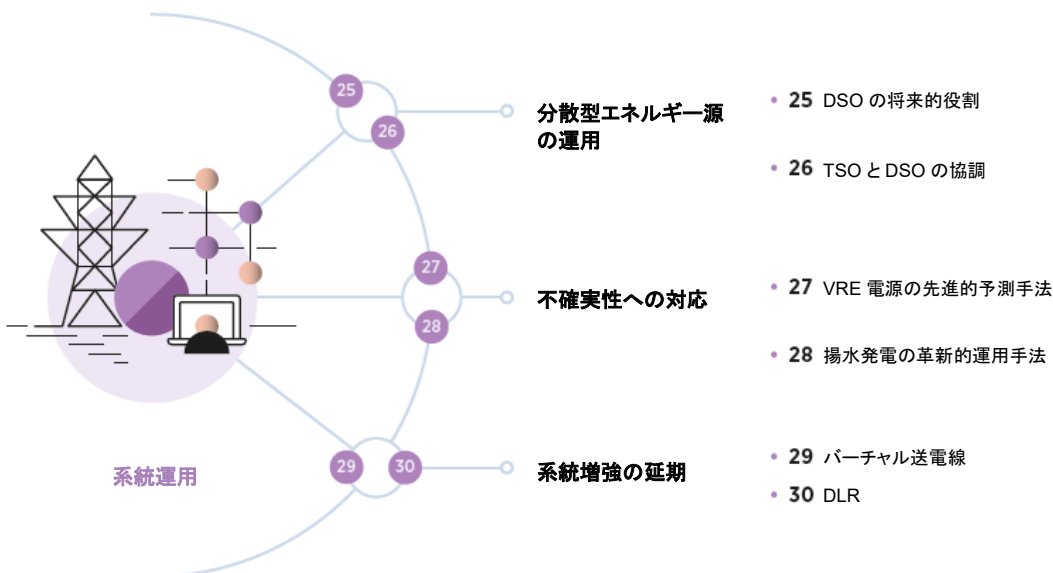 25
26
分散型エネルギー源
の運用
• 25 DSO の将来的役割
• 26 TSO と DSO の協調
27
28
不確実性への対応
• 27 VRE 電源の先進的予測手法
• 28 揚水発電の革新的運用手法
系統運用
29
30
系統増強の延期
• 29 バーチャル送電線
• 30 DLR